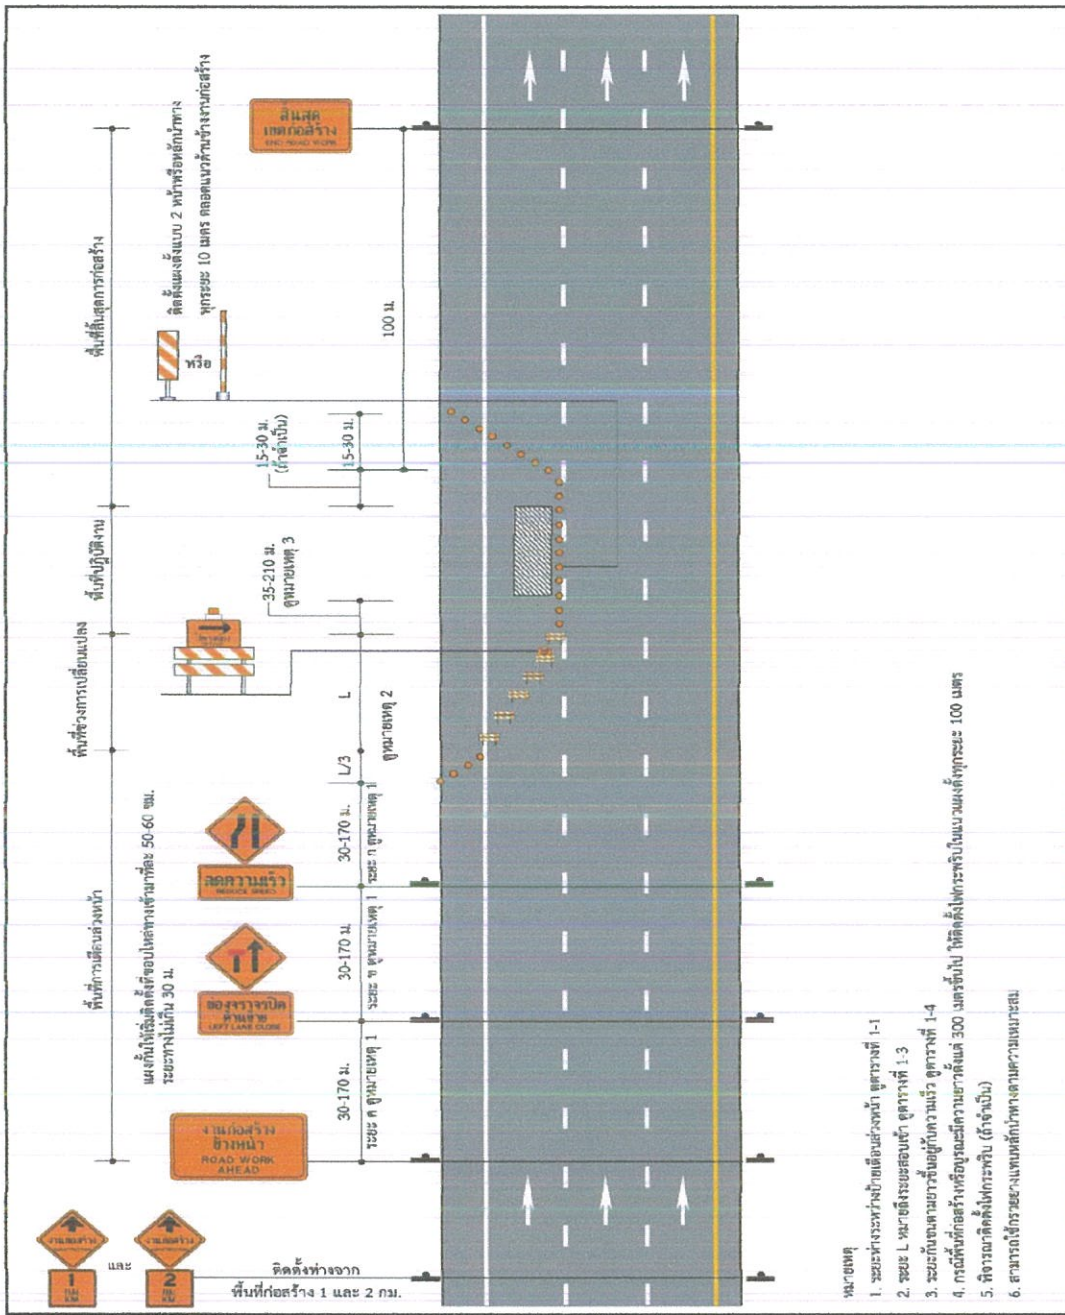 สิ้นสุด
เขตก่อสร้าง
END ROAD WORK
ติดตั้งแผงตั้งแบบ 2 หน้าหรือหลักนำทาง
ทุกระยะ 10 เมตร ตลอดแนวด้านข้างงานก่อสร้าง
หรือ
พื้นที่สิ้นสุดการก่อสร้าง
100 ม.
15-30 ม.
(ถ้าจำเป็น)
15-30 ม.
พื้นที่ปฏิบัติงาน
35-210 ม.
ดูหมายเหตุ 3
พื้นที่ช่วงการเปลี่ยนแปลง
L
L/3
ดูหมายเหตุ 2
พื้นที่การเตือนล่วงหน้า
แผงกั้นให้เริ่มติดตั้งที่ขอบไหล่ทางเข้ามาทีละ 50-60 ซม.
ระยะทางไม่เกิน 30 ม.
ลดความเร็ว
REDUCE SPEED
30-170 ม.
ระยะ ก ดูหมายเหตุ 1
ช่องจราจรปิด
ด้านซ้าย
LEFT LANE CLOSE
30-170 ม.
ระยะ ข ดูหมายเหตุ 1
งานก่อสร้าง
ข้างหน้า
ROAD WORK
AHEAD
30-170 ม.
ระยะ ค ดูหมายเหตุ 1
งานก่อสร้าง
1
กม
KM
และ
งานก่อสร้าง
2
กม
KM
ติดตั้งห่างจาก
พื้นที่ก่อสร้าง 1 และ 2 กม.
หมายเหตุ
1. ระยะห่างระหว่างป้ายเตือนล่วงหน้า ดูตารางที่ 1-1
2. ระยะ L หมายถึงระยะสอบเข้า ดูตารางที่ 1-3
3. ระยะกันชนตามยาวขึ้นอยู่กับความเร็ว ดูตารางที่ 1-4
4. กรณีพื้นที่ก่อสร้างหรือบูรณะมีความยาวตั้งแต่ 300 เมตรขึ้นไป ให้ติดตั้งไฟกระพริบในแนวแผงตั้งทุกระยะ 100 เมตร
5. พิจารณาติดตั้งไฟกระพริบ (ถ้าจำเป็น)
6. สามารถใช้กรวยยางแทนหลักนำทางตามความเหมาะสม